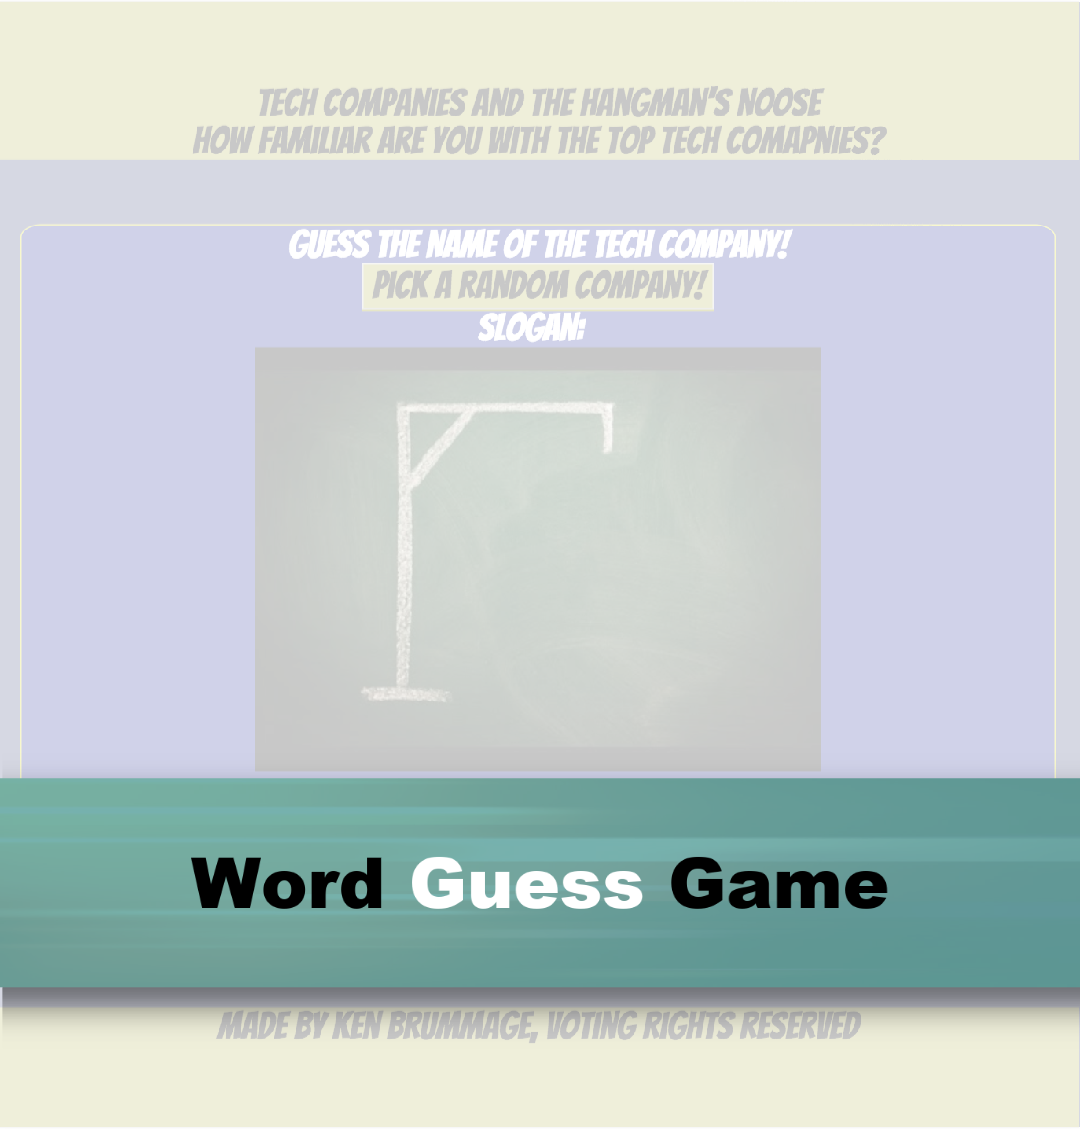 TECH COMPANIES AND THE HANGMAN'S NOOSE
HOW FAMILIAR ARE YOU WITH THE TOP TECH COMAPNIES?
GUESS THE NAME OF THE TECH COMPANY!
PICK A RANDOM COMPANY!
SLOGAN:
Word Guess Game
MADE BY KEN BRUMMAGE, VOTING RIGHTS RESERVED